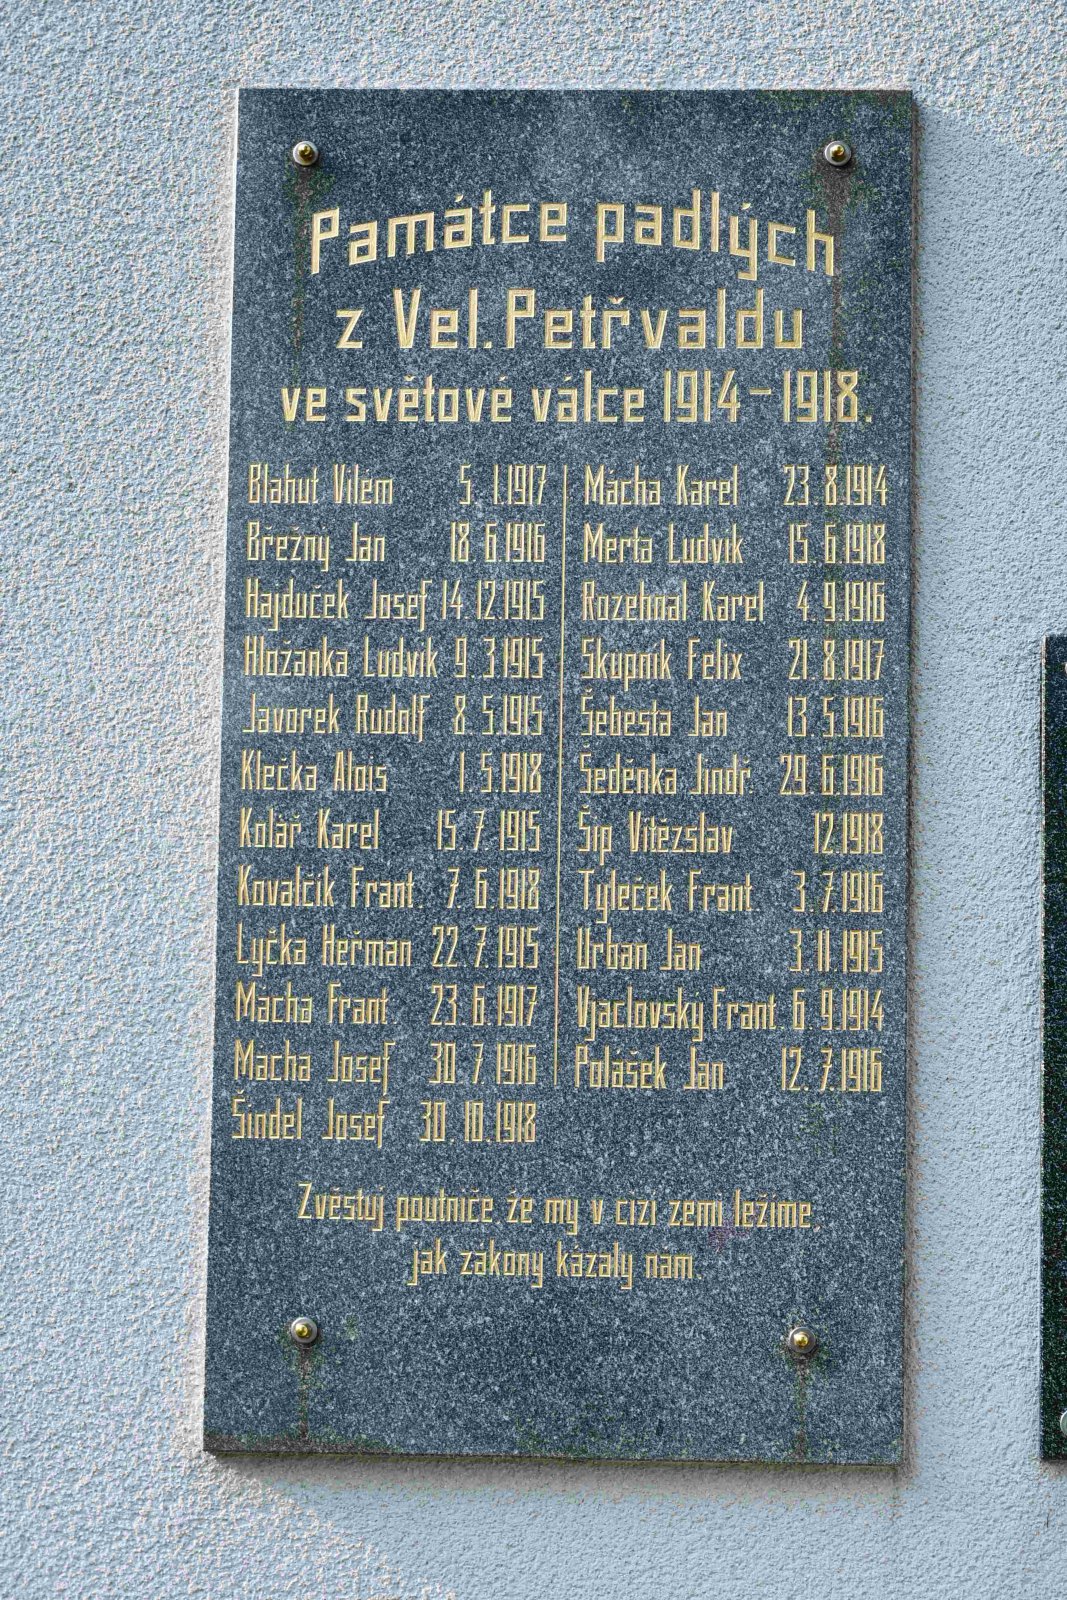 Památce padlých
z Vel. Petřvaldu
ve světové válce 1914-1918.
Blahut Vilém 5. 1.1917
Břežný Jan 18. 6.1916
Hajduček Josef 14.12.1915
Hložanka Ludvík 9. 3.1915
Javorek Rudolf 8. 5.1915
Klečka Alois 1. 5.1918
Kolář Karel 15. 7. 1915
Kovalčík Frant. 7. 6.1918
Lyčka Heřman 22. 7. 1915
Mácha Frant. 23. 6.1917
Mácha Josef 30. 7. 1916
Šindel Josef 30. 10.1918
Mácha Karel 23. 8.1914
Merta Ludvík 15. 6.1918
Rozehnal Karel 4. 9.1916
Skupník Felix 21. 8.1917
Šebesta Jan 13. 5.1916
Šeděnka Jindř. 29. 6.1916
Šíp Vítězslav 12.1918
Tyleček Frant. 3. 7.1916
Urban Jan 3. 11.1915
Vjaclovský Frant. 6. 9.1914
Polášek Jan 12. 7.1916
Zvěstuj poutníče, že my v cizí zemi ležíme,
jak zákony kázaly nám.